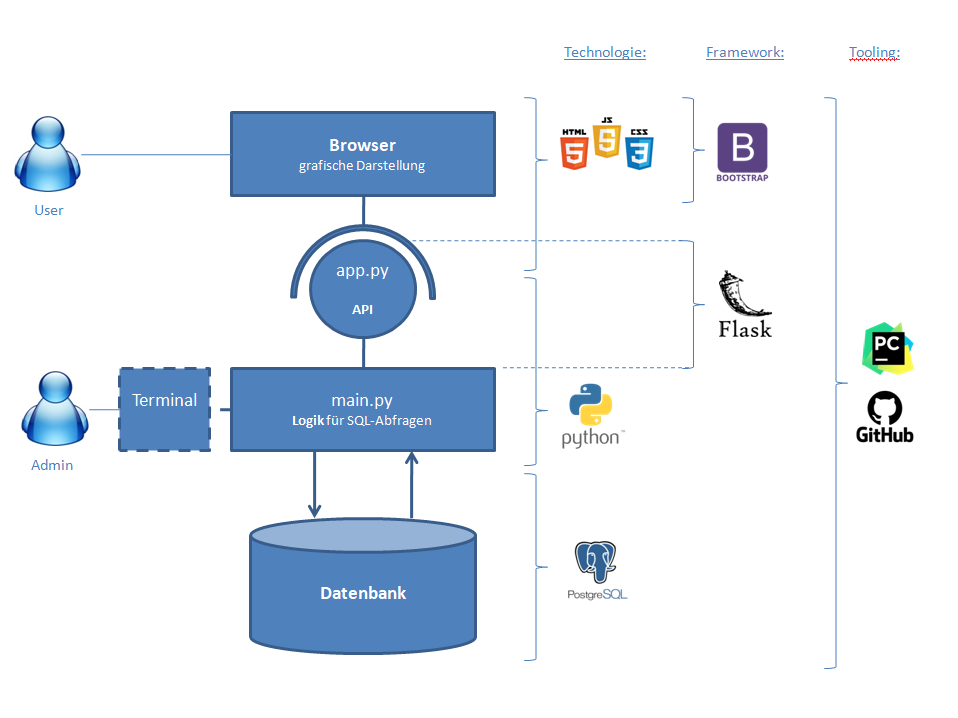 Technologie:
Framework:
Tooling:
User
Browser
grafische Darstellung
HTML
5
JS
5
CSS
3
B
BOOTSTRAP
app.py
API
Flask
PC
GitHub
Admin
Terminal
main.py
Logik für SQL-Abfragen
python™
Datenbank
PostgreSQL